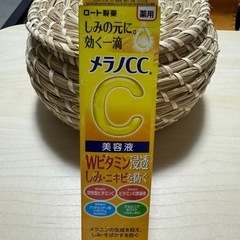 ロート製薬
薬用
しみの元に。
効く一滴
メラノCC
C
美容液
Wビタミン浸透
しみ・ニキビを防ぐ
メラニンの生成を抑え、
しみ・そばかすを防ぐ